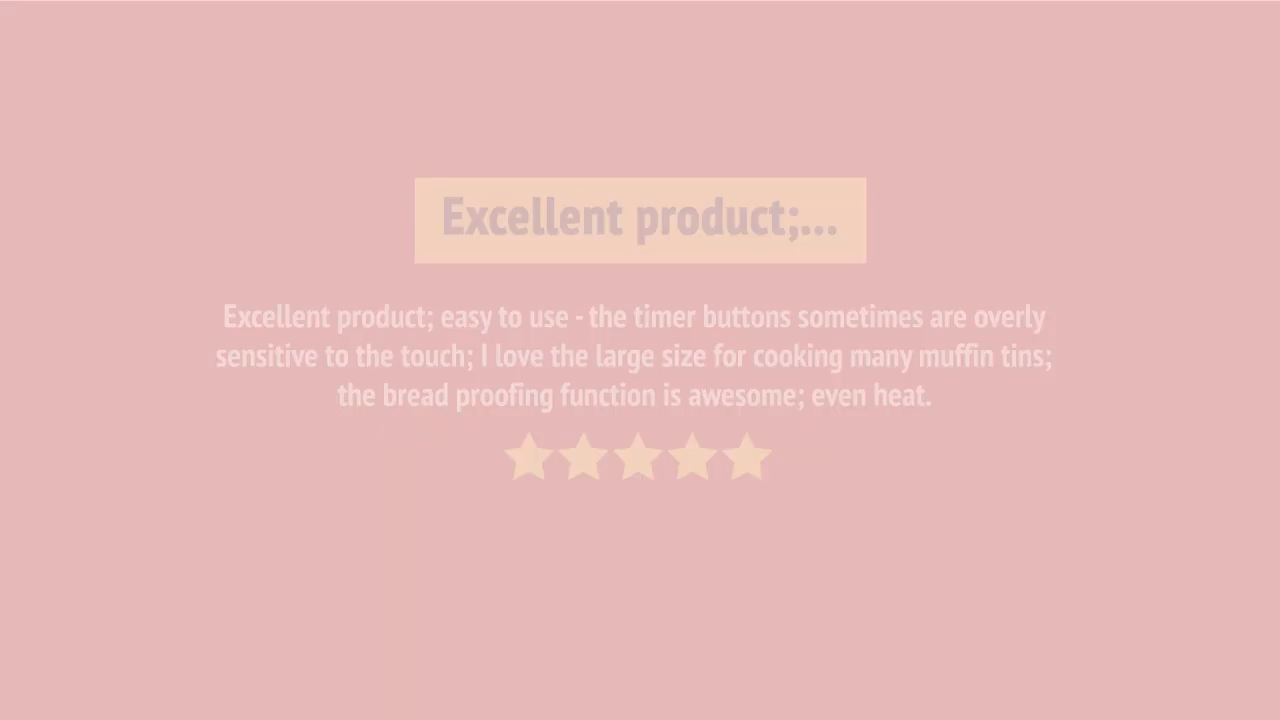 Excellent product;...
Excellent product; easy to use - the timer buttons sometimes are overly
sensitive to the touch; I love the large size for cooking many muffin tins;
the bread proofing function is awesome; even heat.